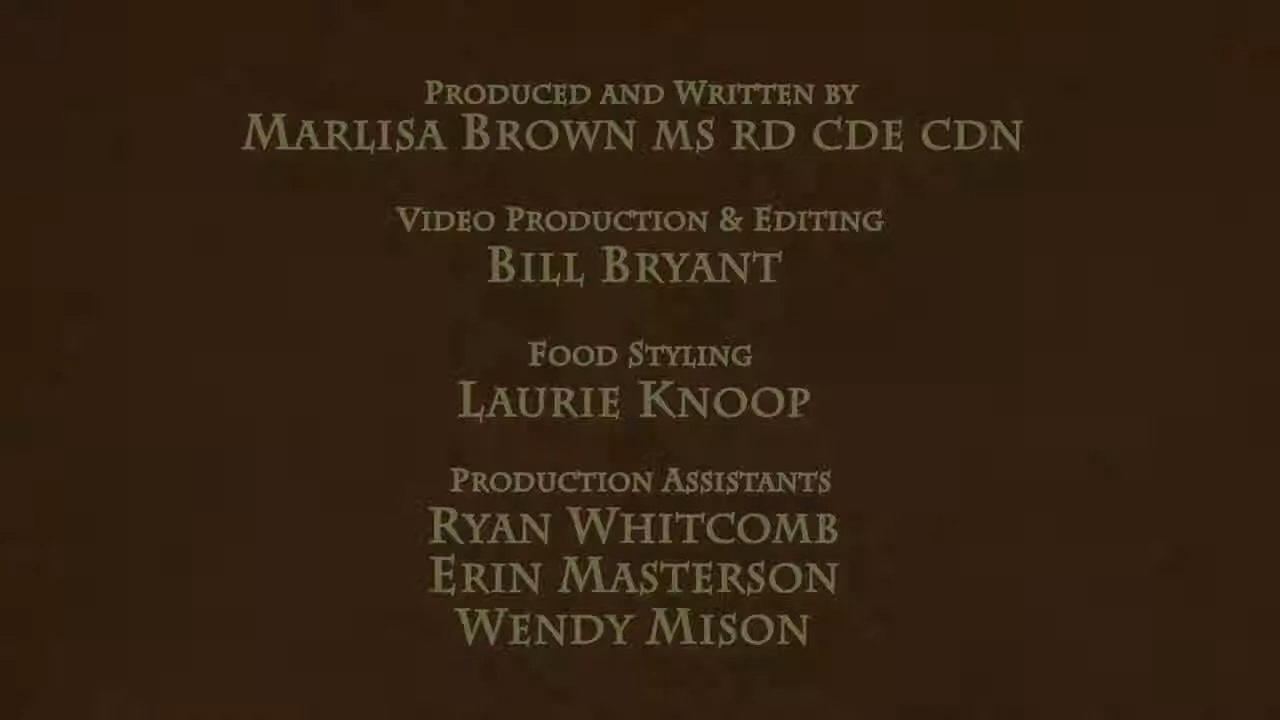 Produced and Written by
Marlisa Brown MS RD CDE CDN
Video Production & Editing
Bill Bryant
Food Styling
Laurie Knoop
Production Assistants
Ryan Whitcomb
Erin Masterson
Wendy Mison